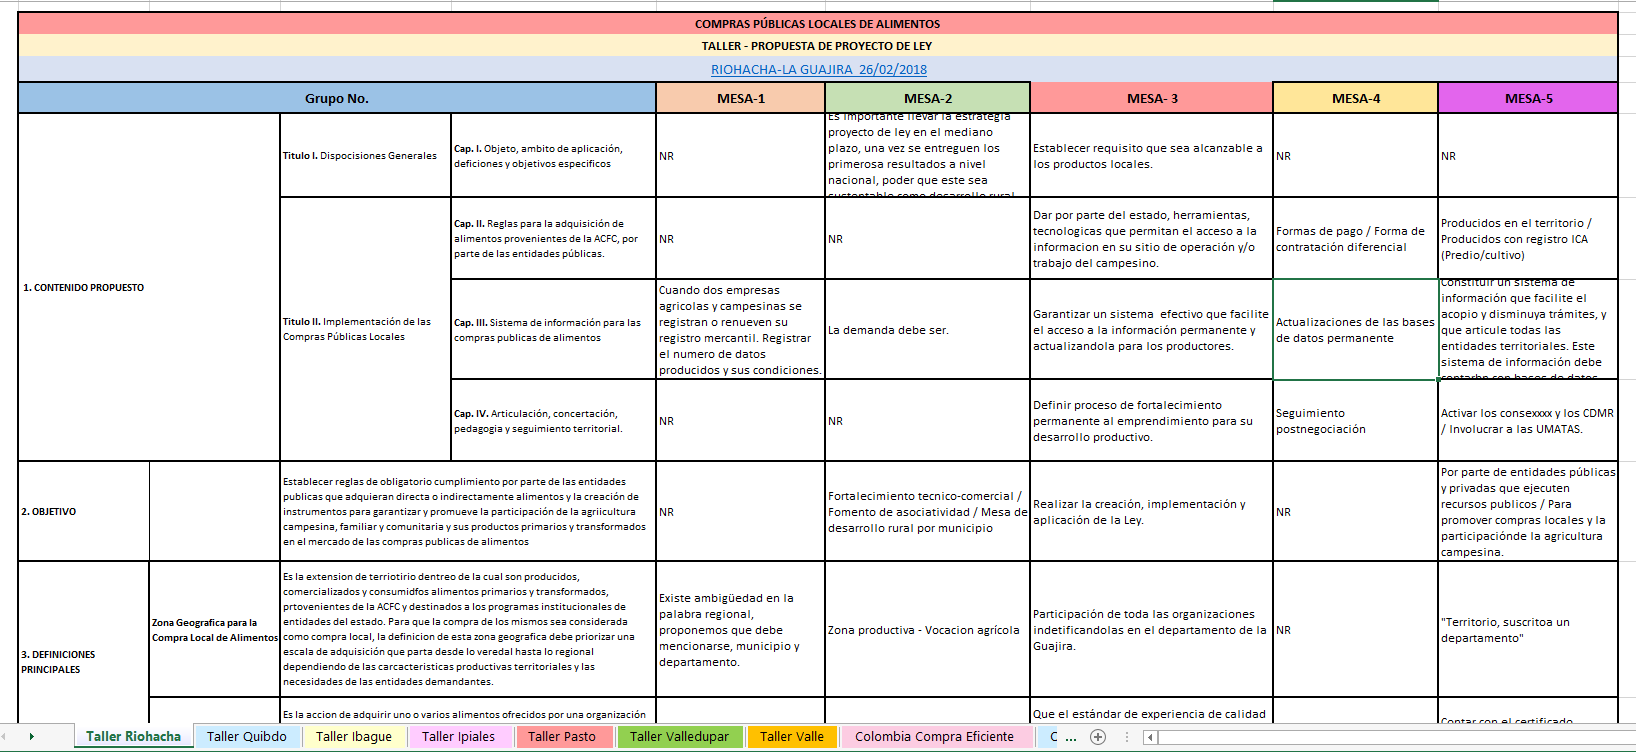 COMPRAS PÚBLICAS LOCALES DE ALIMENTOS
TALLER - PROPUESTA DE PROYECTO DE LEY
RIOHACHA-LA GUAJIRA 26/02/2018
Grupo No.
MESA-1
MESA-2
MESA- 3
MESA-4
MESA-5
1. CONTENIDO PROPUESTO
Titulo I. Dispocisiones Generales
Cap. I. Objeto, ambito de aplicación,
deficiones y objetivos especificos
NR
Es importante llevar la estrategia
proyecto de ley en el mediano
plazo, una vez se entreguen los
primerosa resultados a nivel
nacional, poder que este sea
sustentable como desarrollo rural
Establecer requisito que sea alcanzable a
los productos locales.
NR
NR
Titulo II. Implementación de las
Compras Públicas Locales
Cap. II. Reglas para la adquisición de
alimentos provenientes de la ACFC, por
parte de las entidades públicas.
NR
NR
Dar por parte del estado, herramientas,
tecnologicas que permitan el acceso a la
informacion en su sitio de operación y/o
trabajo del campesino.
Formas de pago / Forma de
contratación diferencial
Producidos en el territorio /
Producidos con registro ICA
(Predio/cultivo)
Cap. III. Sistema de información para las
compras publicas de alimentos
Cuando dos empresas
agricolas y campesinas se
registran o renueven su
registro mercantil. Registrar
el numero de datos
producidos y sus condiciones.
La demanda debe ser.
Garantizar un sistema efectivo que facilite
el acceso a la información permanente y
actualizandola para los productores.
Actualizaciones de las bases
de datos permanente
Constituir un sistema de
información que facilite el
acopio y disminuya trámites, y
que articule todas las
entidades territoriales. Este
sistema de información debe
contarbn con bases de datos
Cap. IV. Articulación, concertación,
pedagogia y seguimiento territorial.
NR
NR
Definir proceso de fortalecimiento
permanente al emprendimiento para su
desarrollo productivo.
Seguimiento
postnegociación
Activar los consexxxx y los CDMR
/ Involucrar a las UMATAS.
2. OBJETIVO
Establecer reglas de obligatorio cumplimiento por parte de las entidades
publicas que adquieran directa o indirectamente alimentos y la creación de
instrumentos para garantizar y promueve la participación de la agriicultura
campesina, familiar y comunitaria y sus productos primarios y transformados
en el mercado de las compras publicas de alimentos
NR
Fortalecimiento tecnico-comercial /
Fomento de asociatividad / Mesa de
desarrollo rural por municipio
Realizar la creación, implementación y
aplicación de la Ley.
NR
Por parte de entidades públicas
y privadas que ejecuten
recursos publicos / Para
promover compras locales y la
participaciónde la agricultura
campesina.
3. DEFINICIONES
PRINCIPALES
Zona Geografica para la
Compra Local de Alimentos
Es la extension de terriotirio dentreo de la cual son producidos,
comercializados y consumidfos alimentos primarios y transformados,
prtovenientes de la ACFC y destinados a los programas institucionales de
entidades del estado. Para que la compra de los mismos sea considerada
como compra local, la definicion de esta zona geografica debe priorizar una
escala de adquisición que parta desde lo veredal hasta lo regional
dependiendo de las carcacteristicas productivas territoriales y las
necesidades de las entidades demandantes.
Existe ambigüedad en la
palabra regional,
proponemos que debe
mencionarse, municipio y
departamento.
Zona productiva - Vocacion agrícola
Participación de toda las organizaciones
indetificandolas en el departamento de la
Guajira.
NR
"Territorio, suscritoa un
departamento"
Es la accion de adquirir uno o varios alimentos ofrecidos por una organización
Que el estándar de experiencia de calidad
Contar con el certificado
Taller Riohacha
Taller Quibdo
Taller Ibague
Taller Ipiales
Taller Pasto
Taller Valledupar
Taller Valle
Colombia Compra Eficiente
C ...